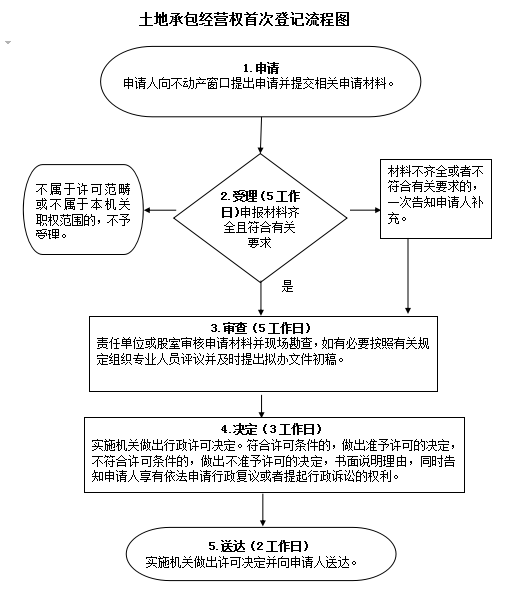 土地承包经营权首次登记流程图
1.申请
申请人向不动产窗口提出申请并提交相关申请材料。
不属于许可范畴
或不属于本机关
职权范围的，不予
受理。
2.受理（5工作
日）申报材料齐
全且符合有关
要求
材料不齐全或者不
符合有关要求的，
一次告知申请人补
充。
是
3.审查（5工作日）
责任单位或股室审核申请材料并现场勘查，如有必要按照有关规
定组织专业人员评议并及时提出拟办文件初稿。
4.决定（3工作日）
实施机关做出行政许可决定。符合许可条件的，做出准予许可的决定，
不符合许可条件的，做出不准予许可的决定，书面说明理由，同时告
知申请人享有依法申请行政复议或者提起行政诉讼的权利。
5.送达（2工作日）
实施机关做出许可决定并向申请人送达。